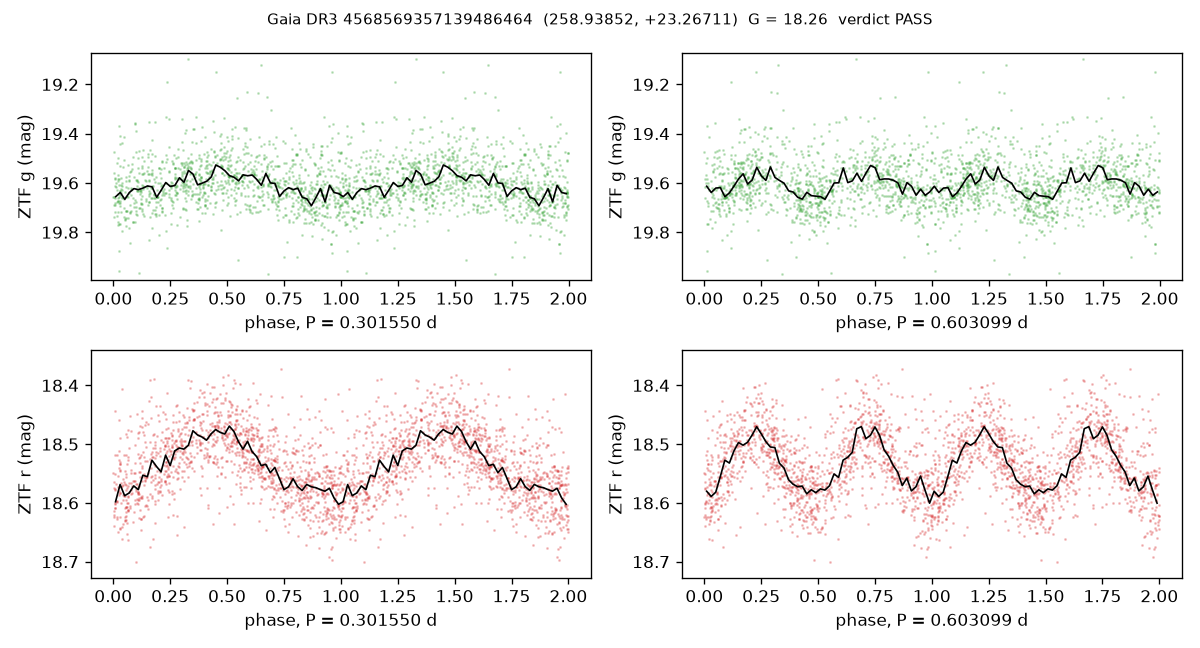 Gaia DR3 4568569357139486464 (258.93852, +23.26711) G = 18.26 verdict PASS
ZTF g (mag)
19.2
19.4
19.6
19.8
0.00 0.25 0.50 0.75 1.00 1.25 1.50 1.75 2.00
phase, P = 0.301550 d
ZTF g (mag)
19.2
19.4
19.6
19.8
0.00 0.25 0.50 0.75 1.00 1.25 1.50 1.75 2.00
phase, P = 0.603099 d
ZTF r (mag)
18.4
18.5
18.6
18.7
0.00 0.25 0.50 0.75 1.00 1.25 1.50 1.75 2.00
phase, P = 0.301550 d
ZTF r (mag)
18.4
18.5
18.6
18.7
0.00 0.25 0.50 0.75 1.00 1.25 1.50 1.75 2.00
phase, P = 0.603099 d